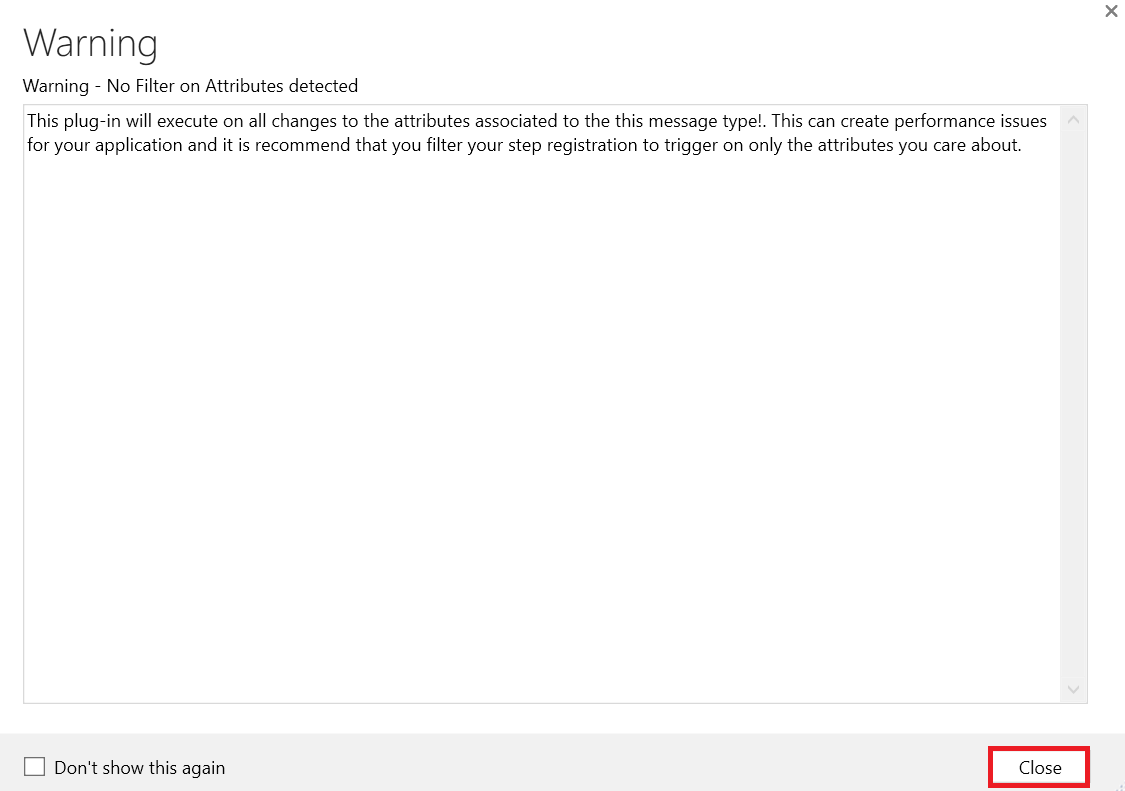 Warning
Warning - No Filter on Attributes detected
This plug-in will execute on all changes to the attributes associated to the this message type!. This can create performance issues
for your application and it is recommend that you filter your step registration to trigger on only the attributes you care about.
Don't show this again
Close